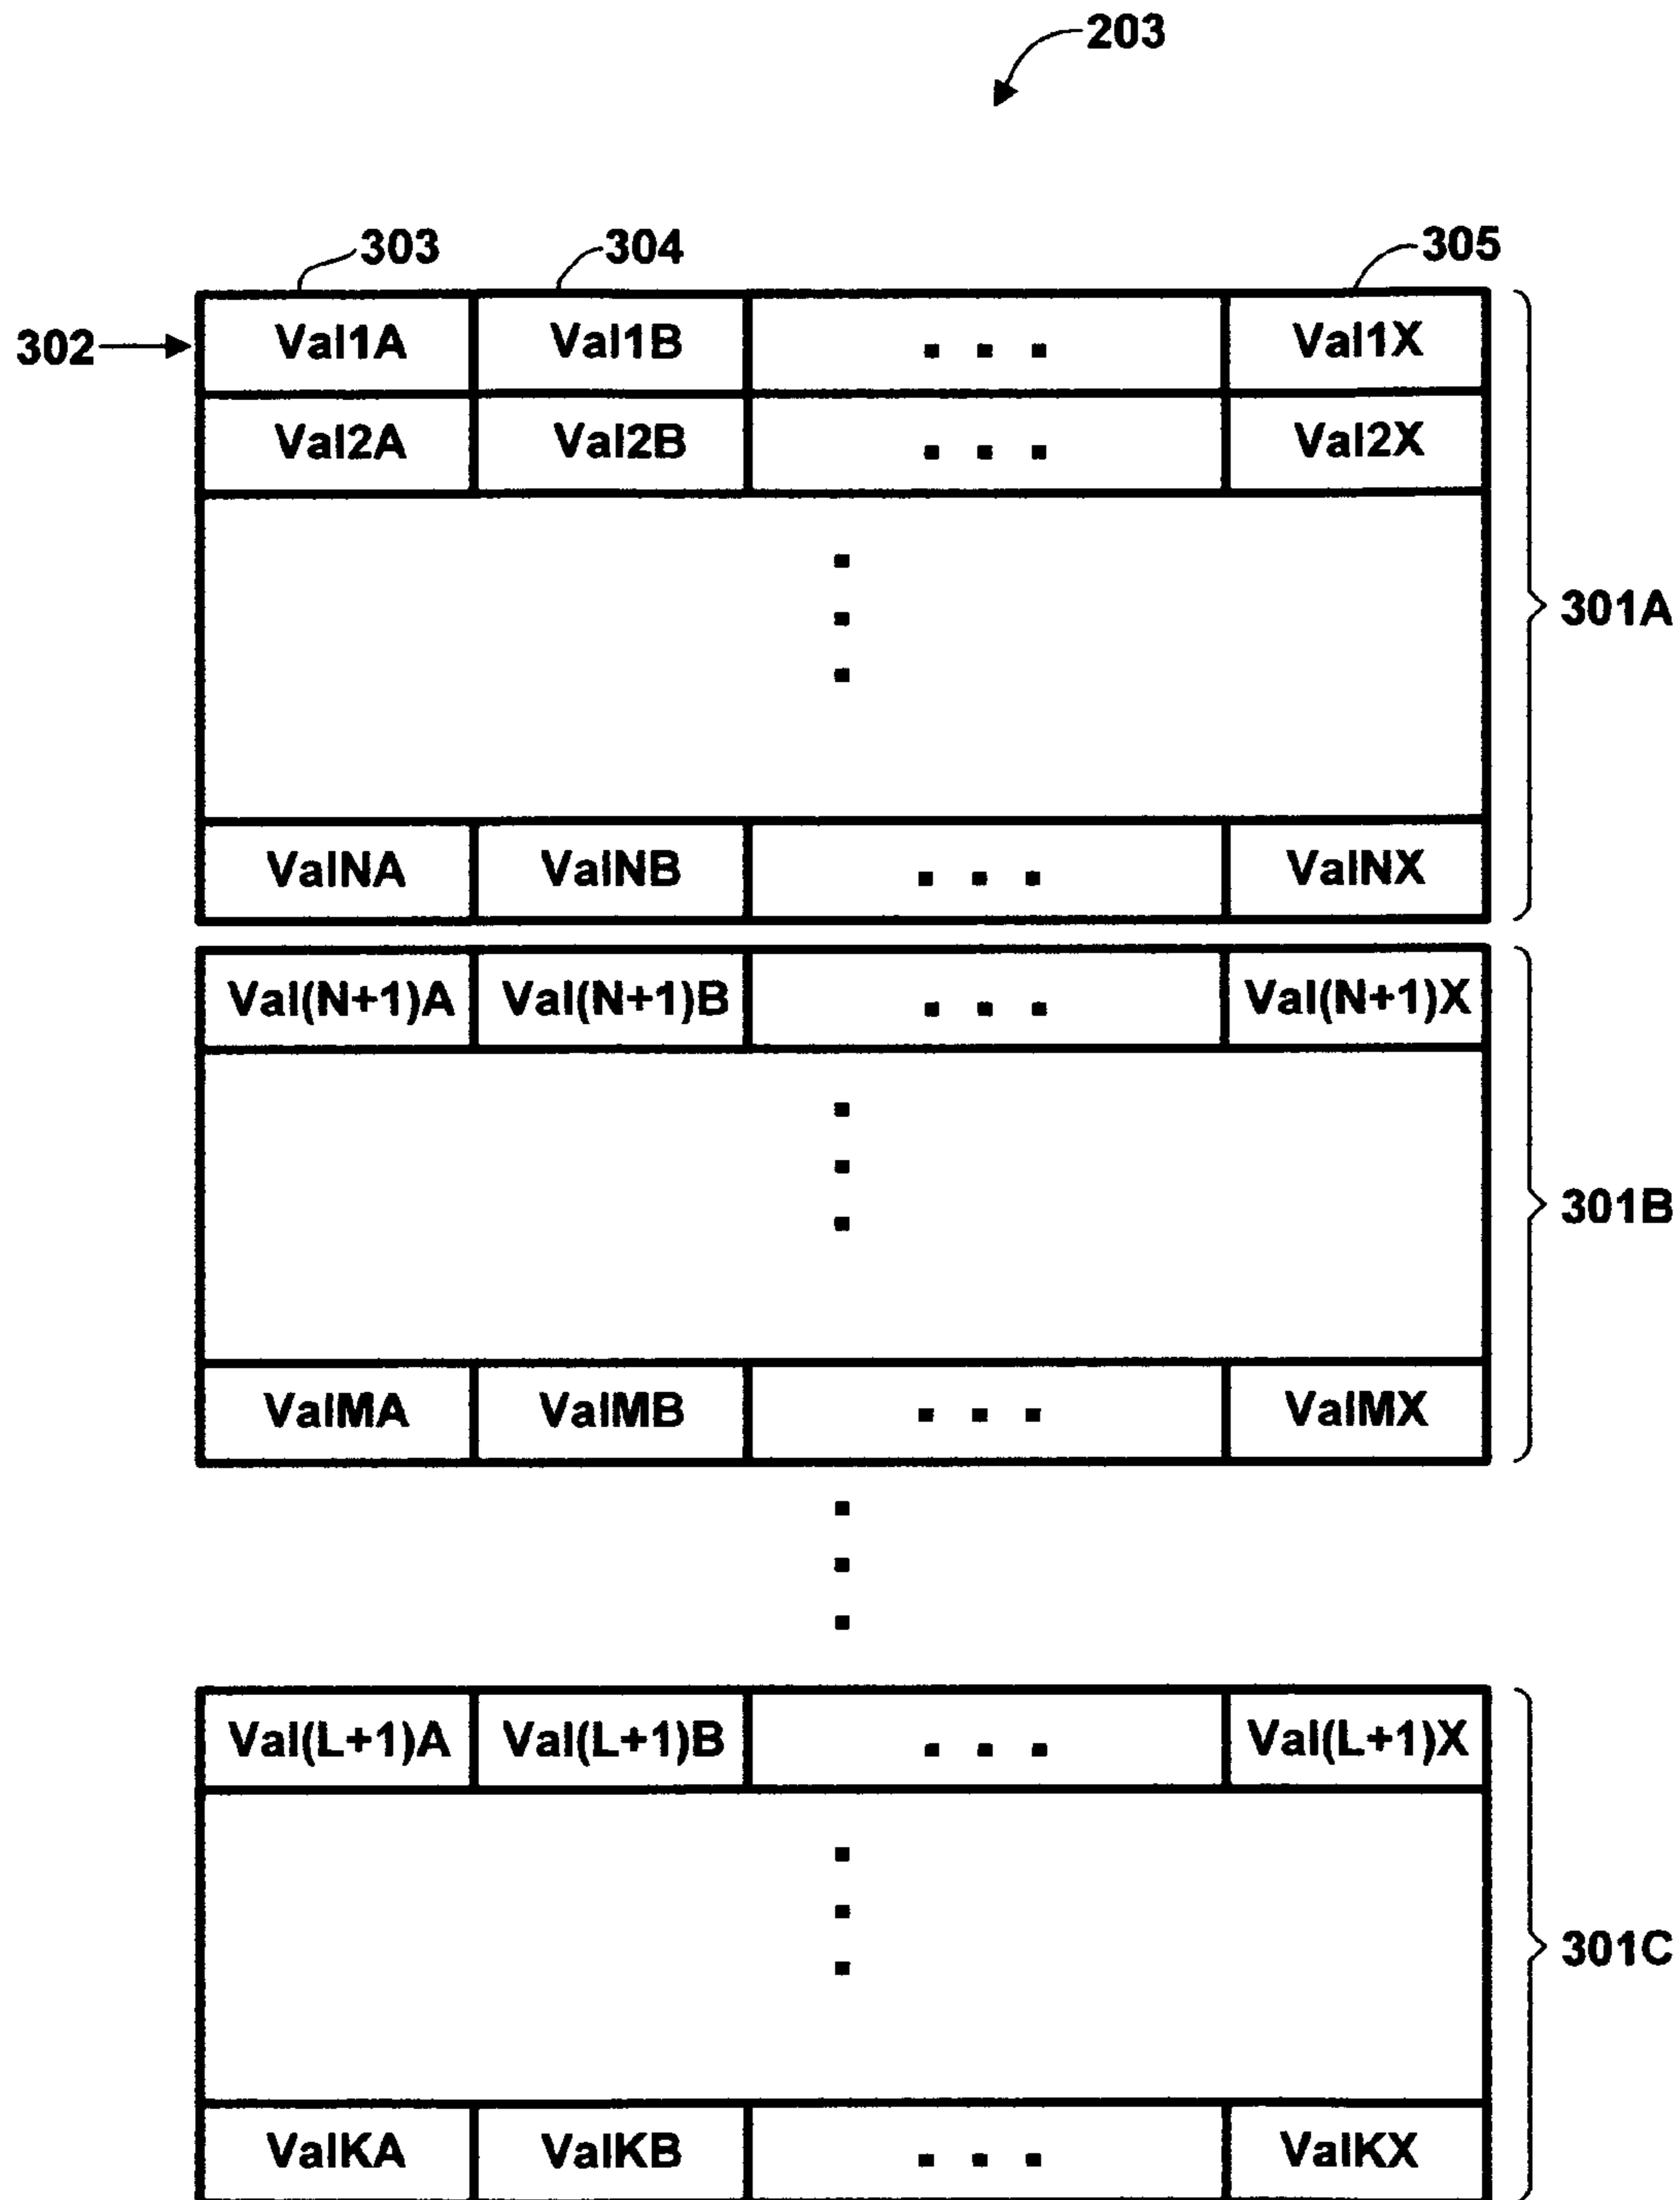 203
303 304 305
302 Val1A Val1B . . . Val1X
Val2A Val2B . . . Val2X
.
.
.
301A
ValNA ValNB . . . ValNX
Val(N+1)A Val(N+1)B . . . Val(N+1)X
.
.
.
301B
ValMA ValMB . . . ValMX
.
.
.
Val(L+1)A Val(L+1)B . . . Val(L+1)X
.
.
.
301C
ValKA ValKB . . . ValKX